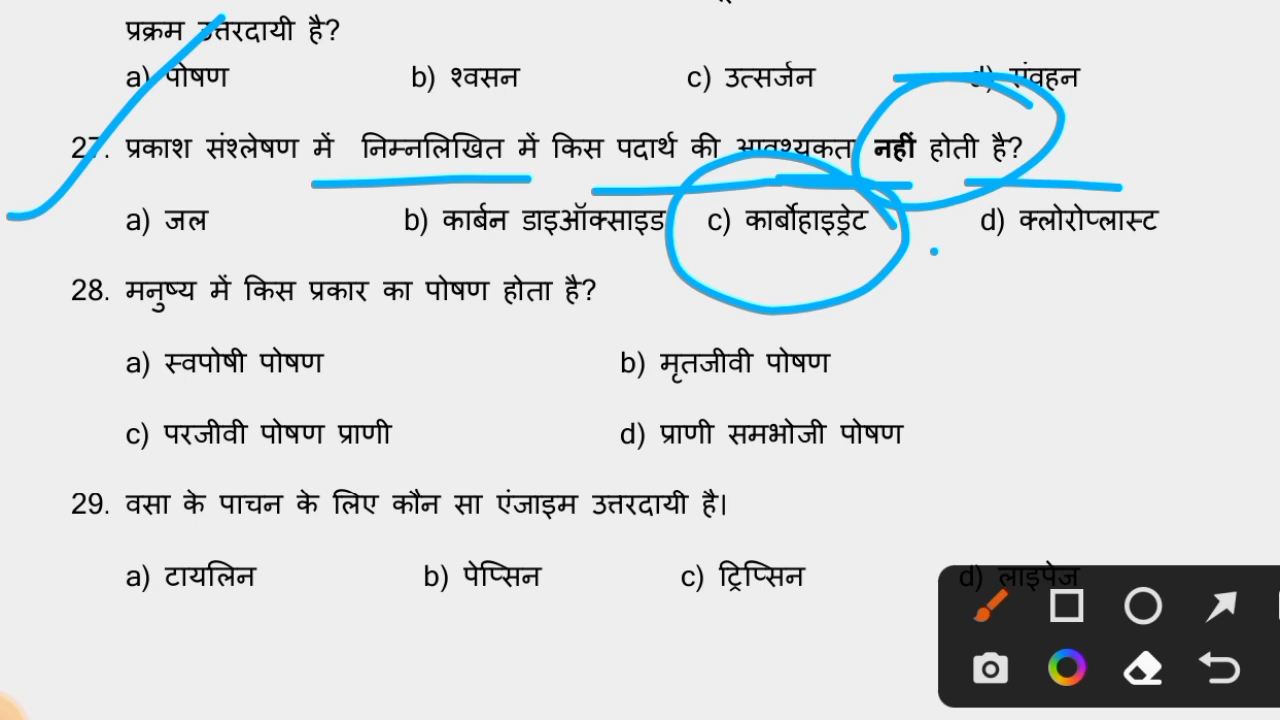 प्रक्रम उत्तरदायी है?
a) पोषण b) श्वसन c) उत्सर्जन d) संवहन
27. प्रकाश संश्लेषण में निम्नलिखित में किस पदार्थ की आवश्यकता नहीं होती है?
a) जल b) कार्बन डाइऑक्साइड c) कार्बोहाइड्रेट d) क्लोरोप्लास्ट
28. मनुष्य में किस प्रकार का पोषण होता है?
a) स्वपोषी पोषण b) मृतजीवी पोषण
c) परजीवी पोषण प्राणी d) प्राणी समभोजी पोषण
29. वसा के पाचन के लिए कौन सा एंजाइम उत्तरदायी है।
a) टायलिन b) पेप्सिन c) ट्रिप्सिन d) लाइपेज